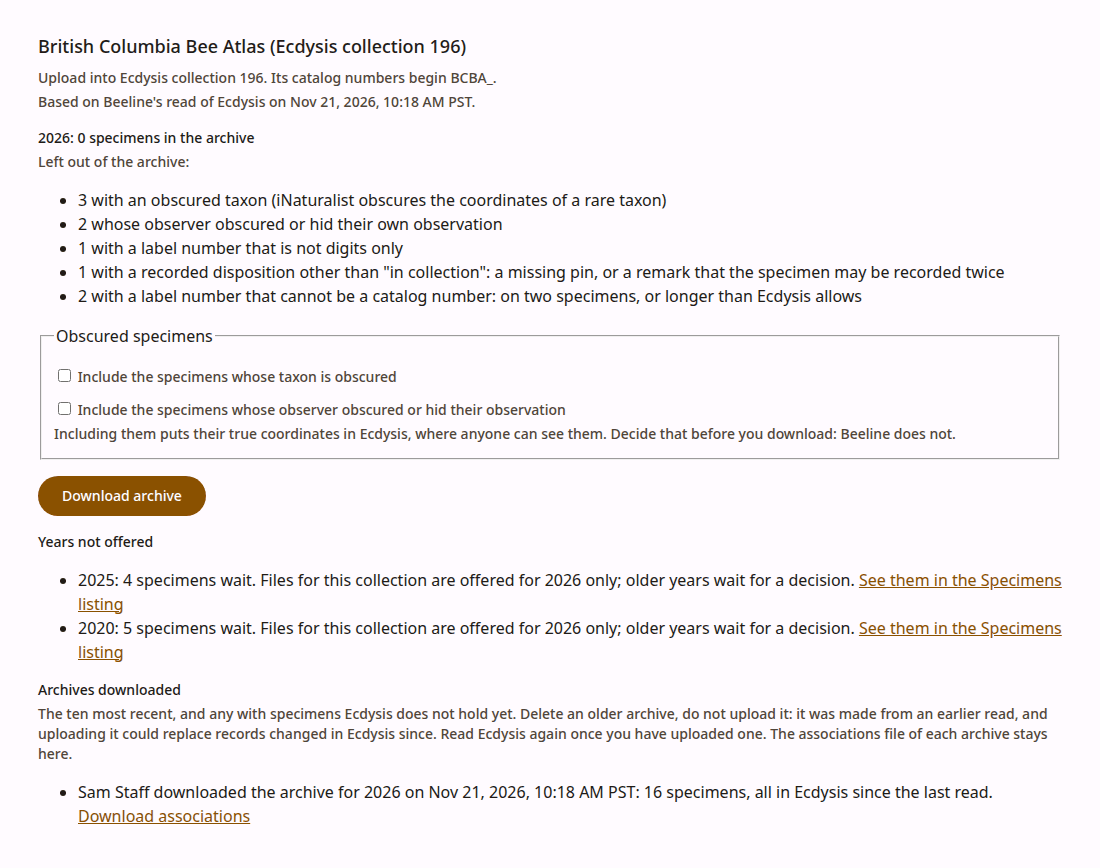 British Columbia Bee Atlas (Ecdysis collection 196)
Upload into Ecdysis collection 196. Its catalog numbers begin BCBA_.
Based on Beeline's read of Ecdysis on Nov 21, 2026, 10:18 AM PST.
2026: 0 specimens in the archive
Left out of the archive:
3 with an obscured taxon (iNaturalist obscures the coordinates of a rare taxon)
2 whose observer obscured or hid their own observation
1 with a label number that is not digits only
1 with a recorded disposition other than "in collection": a missing pin, or a remark that the specimen may be recorded twice
2 with a label number that cannot be a catalog number: on two specimens, or longer than Ecdysis allows
Obscured specimens
Include the specimens whose taxon is obscured
Include the specimens whose observer obscured or hid their observation
Including them puts their true coordinates in Ecdysis, where anyone can see them. Decide that before you download: Beeline does not.
Download archive
Years not offered
2025: 4 specimens wait. Files for this collection are offered for 2026 only; older years wait for a decision. See them in the Specimens
listing
2020: 5 specimens wait. Files for this collection are offered for 2026 only; older years wait for a decision. See them in the Specimens
listing
Archives downloaded
The ten most recent, and any with specimens Ecdysis does not hold yet. Delete an older archive, do not upload it: it was made from an earlier read, and
uploading it could replace records changed in Ecdysis since. Read Ecdysis again once you have uploaded one. The associations file of each archive stays
here.
Sam Staff downloaded the archive for 2026 on Nov 21, 2026, 10:18 AM PST: 16 specimens, all in Ecdysis since the last read.
Download associations